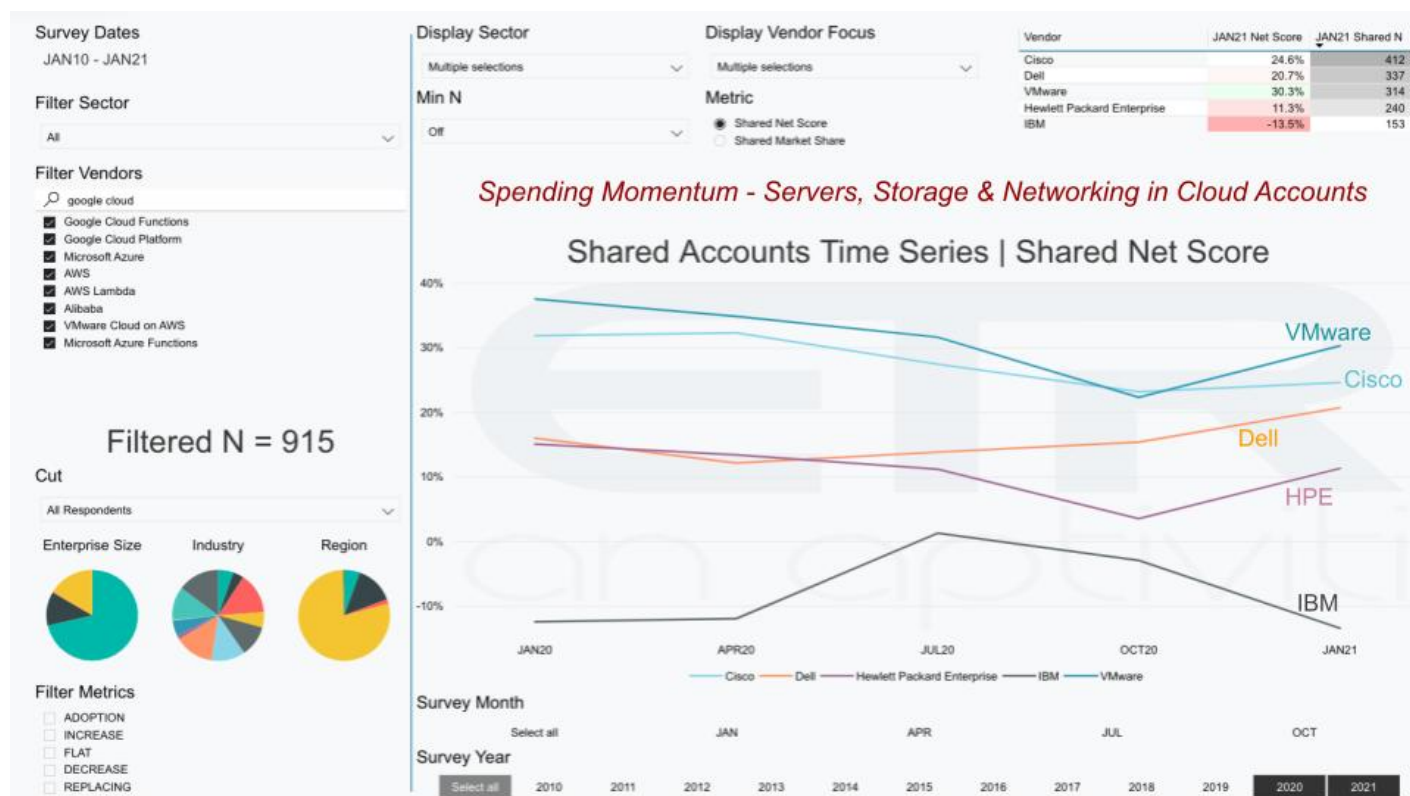 Survey Dates
JAN10 - JAN21
Filter Sector
All
Filter Vendors
google cloud
Google Cloud Functions
Google Cloud Platform
Microsoft Azure
AWS
AWS Lambda
Alibaba
VMware Cloud on AWS
Microsoft Azure Functions
Filtered N = 915
Cut
All Respondents
Enterprise Size Industry Region
Filter Metrics
ADOPTION
INCREASE
FLAT
DECREASE
REPLACING
Display Sector
Multiple selections
Min N
Off
Display Vendor Focus
Multiple selections
Metric
Shared Net Score
Shared Market Share
Vendor JAN21 Net Score JAN21 Shared N
Cisco 24.6% 412
Dell 20.7% 337
VMware 30.3% 314
Hewlett Packard Enterprise 11.3% 240
IBM -13.5% 153
Spending Momentum - Servers, Storage & Networking in Cloud Accounts
Shared Accounts Time Series | Shared Net Score
40%
30%
20%
10%
0%
-10%
VMware
Cisco
Dell
HPE
IBM
ETR
an aptiviti
JAN20 APR20 JUL20 OCT20 JAN21
Cisco Dell Hewlett Packard Enterprise IBM VMware
Survey Month
Select all JAN APR JUL OCT
Survey Year
Select all 2010 2011 2012 2013 2014 2015 2016 2017 2018 2019 2020 2021